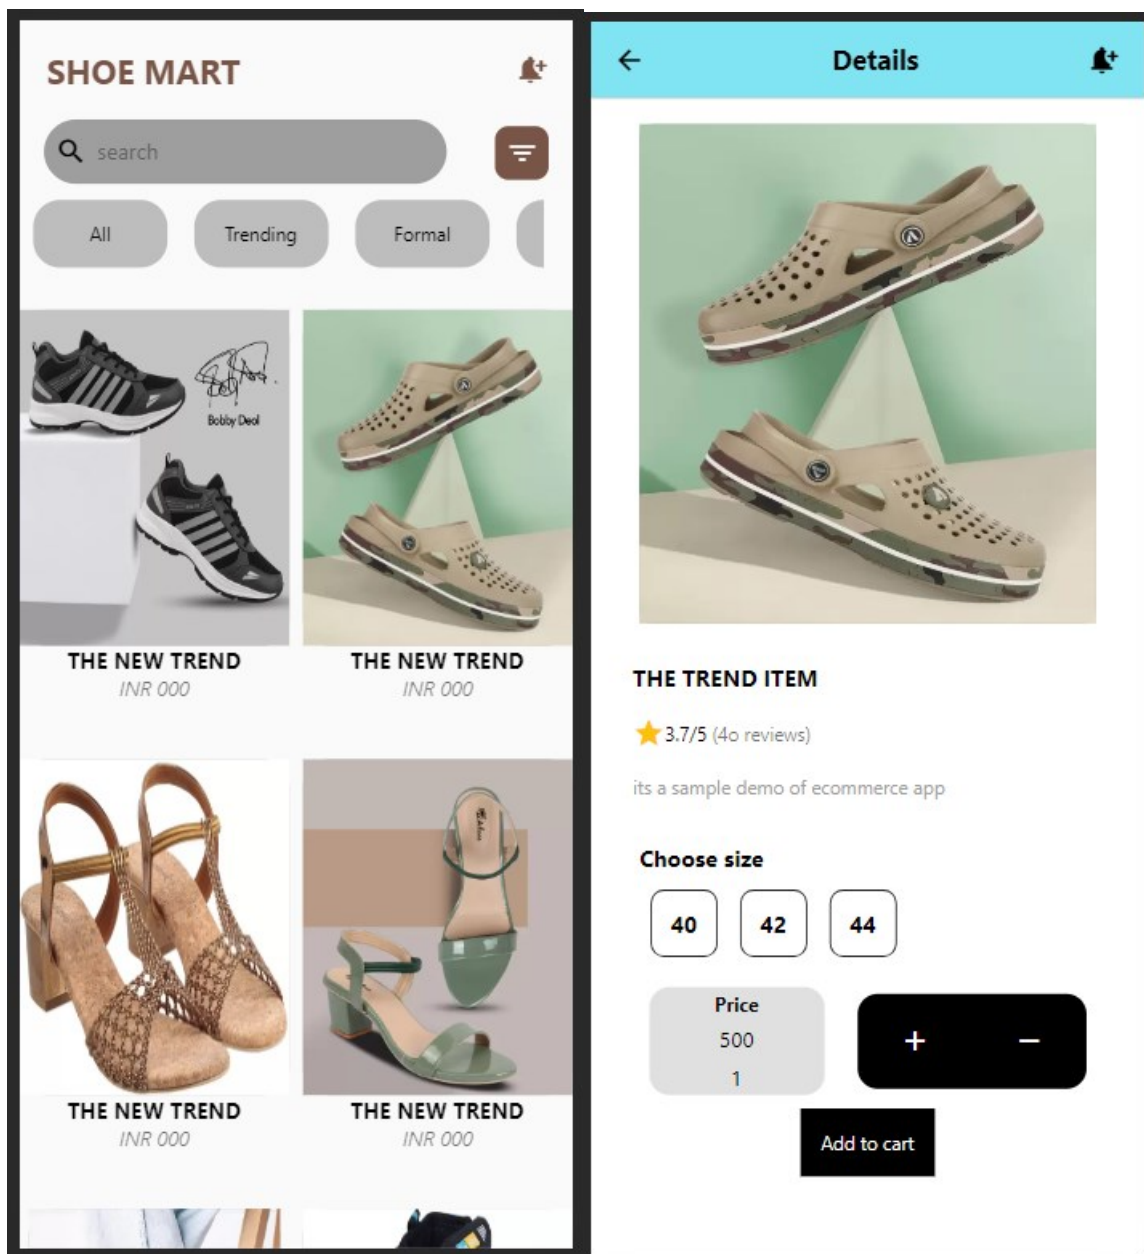 SHOE MART
search
All
Trending
Formal
Bobby Deol
THE NEW TREND
INR 000
THE NEW TREND
INR 000
THE NEW TREND
INR 000
THE NEW TREND
INR 000
Details
THE TREND ITEM
3.7/5 (4o reviews)
its a sample demo of ecommerce app
Choose size
40
42
44
Price
500
1
+
−
Add to cart